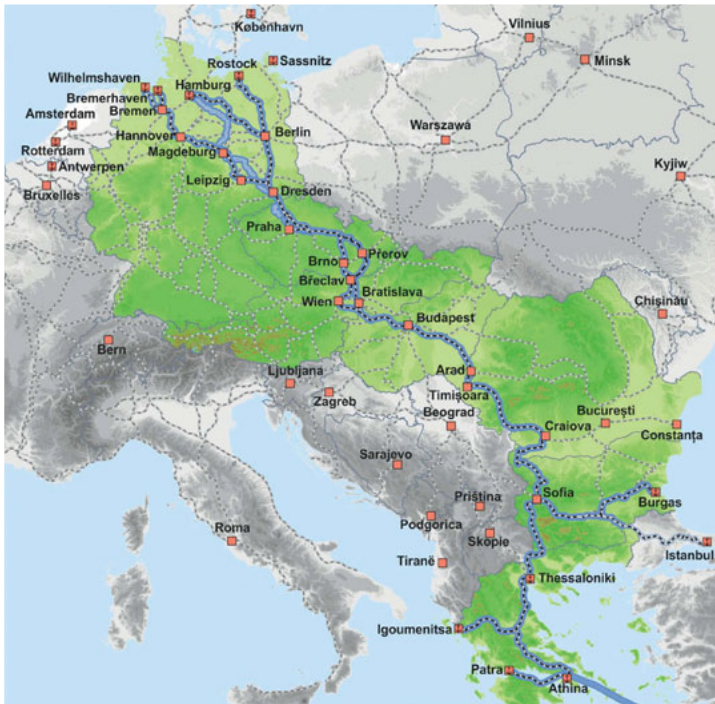 København
Vilnius
Rostock
Sassnitz
Minsk
Wilhelmshaven
Hamburg
Bremerhaven
Amsterdam
Bremen
Warszawa
Hannover
Berlin
Rotterdam
Magdeburg
Antwerpen
Kyjiw
Leipzig
Bruxelles
Dresden
Praha
Přerov
Brno
Břeclav
Wien
Bratislava
Chişinău
Budapest
Bern
Arad
Ljubljana
Timişoara
Zagreb
Beograd
Bucureşti
Craiova
Constanţa
Sarajevo
Sofia
Priština
Burgas
Podgorica
Roma
Skopie
Istanbul
Tiranë
Thessaloniki
Igoumenitsa
Patra
Athina